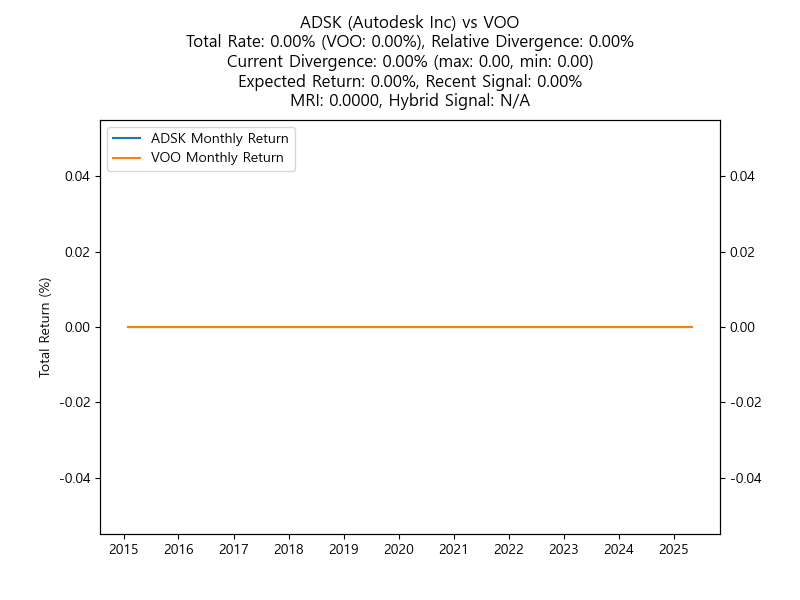 ADSK (Autodesk Inc) vs VOO
Total Rate: 0.00% (VOO: 0.00%), Relative Divergence: 0.00%
Current Divergence: 0.00% (max: 0.00, min: 0.00)
Expected Return: 0.00%, Recent Signal: 0.00%
MRI: 0.0000, Hybrid Signal: N/A
ADSK Monthly Return
VOO Monthly Return
Total Return (%)
0.04
0.02
0.00
-0.02
-0.04
0.04
0.02
0.00
-0.02
-0.04
2015 2016 2017 2018 2019 2020 2021 2022 2023 2024 2025